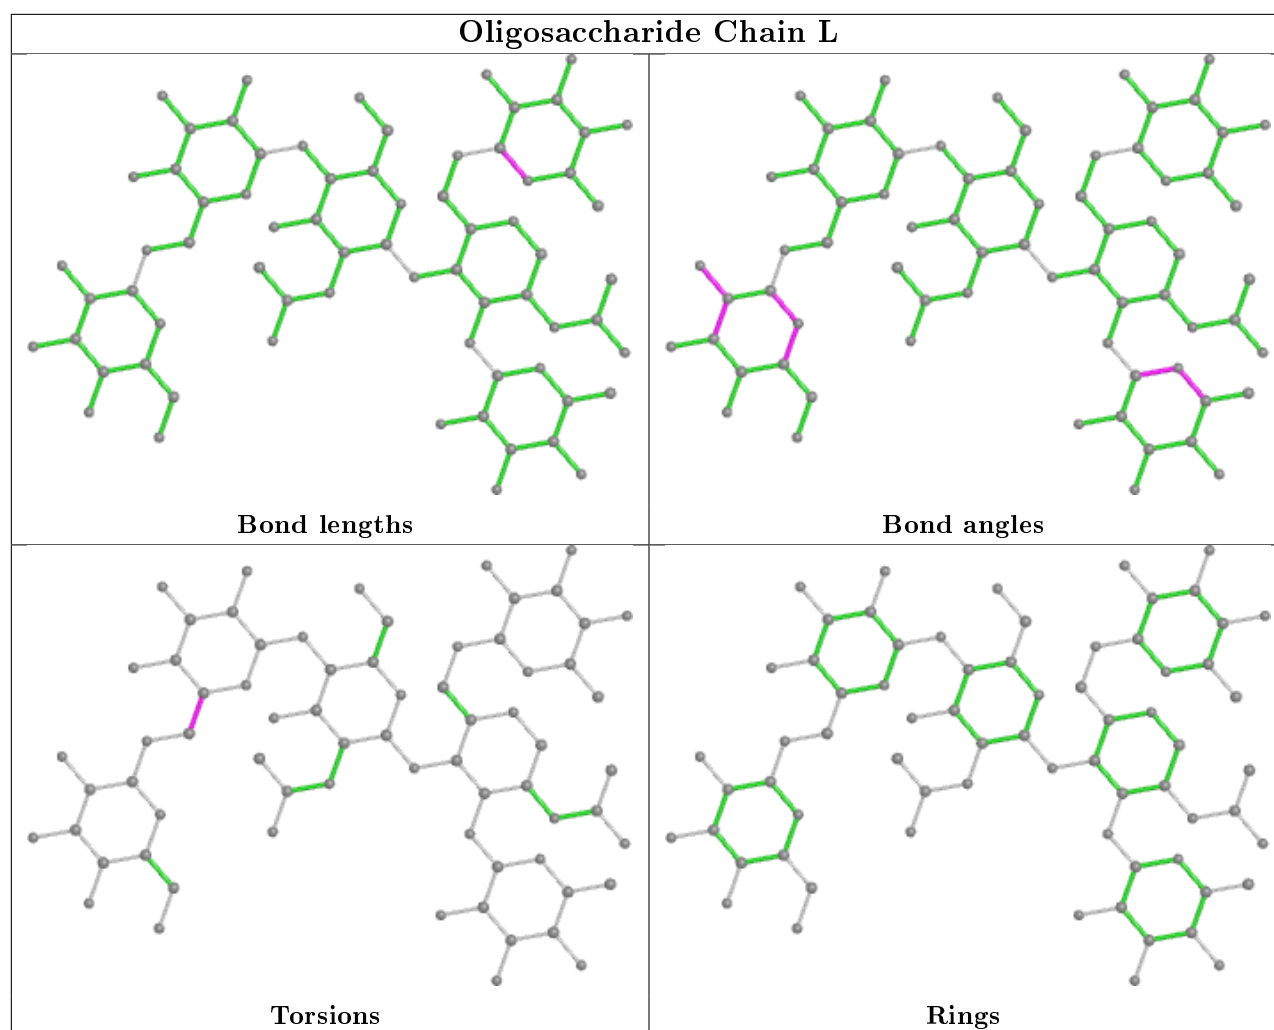 Oligosaccharide Chain L
Bond lengths
Bond angles
Torsions
Rings